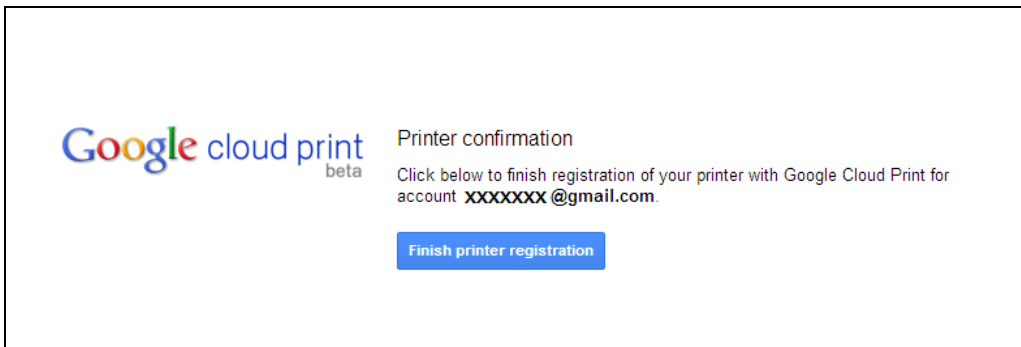 Google cloud print
beta
Printer confirmation
Click below to finish registration of your printer with Google Cloud Print for
account XXXXXXX @gmail.com.
Finish printer registration